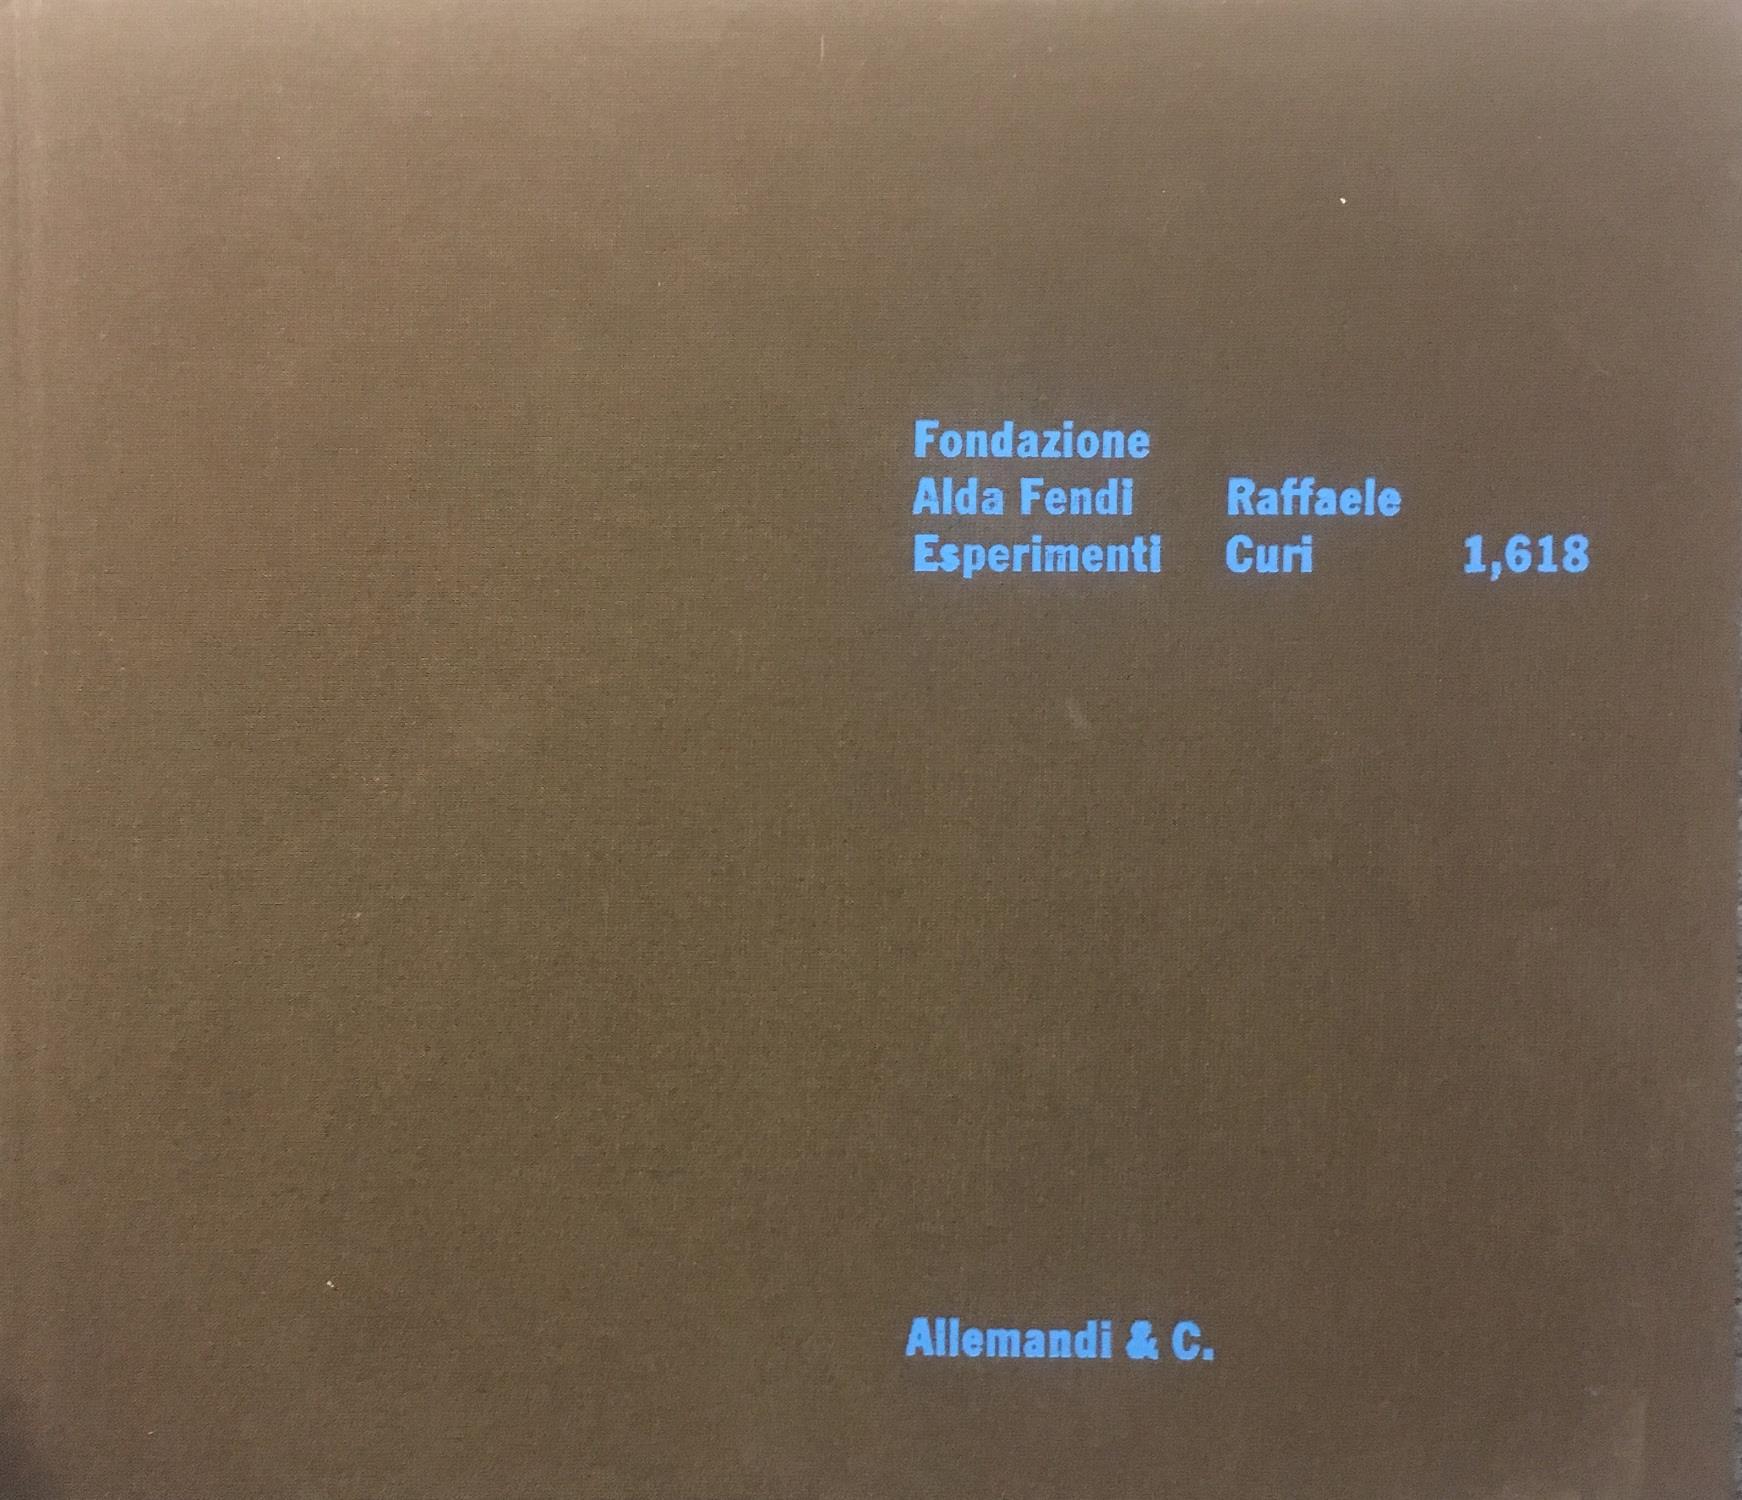 Fondazione
Alda Fendi Raffaele
Esperimenti Curi 1,618
Allemandi & C.